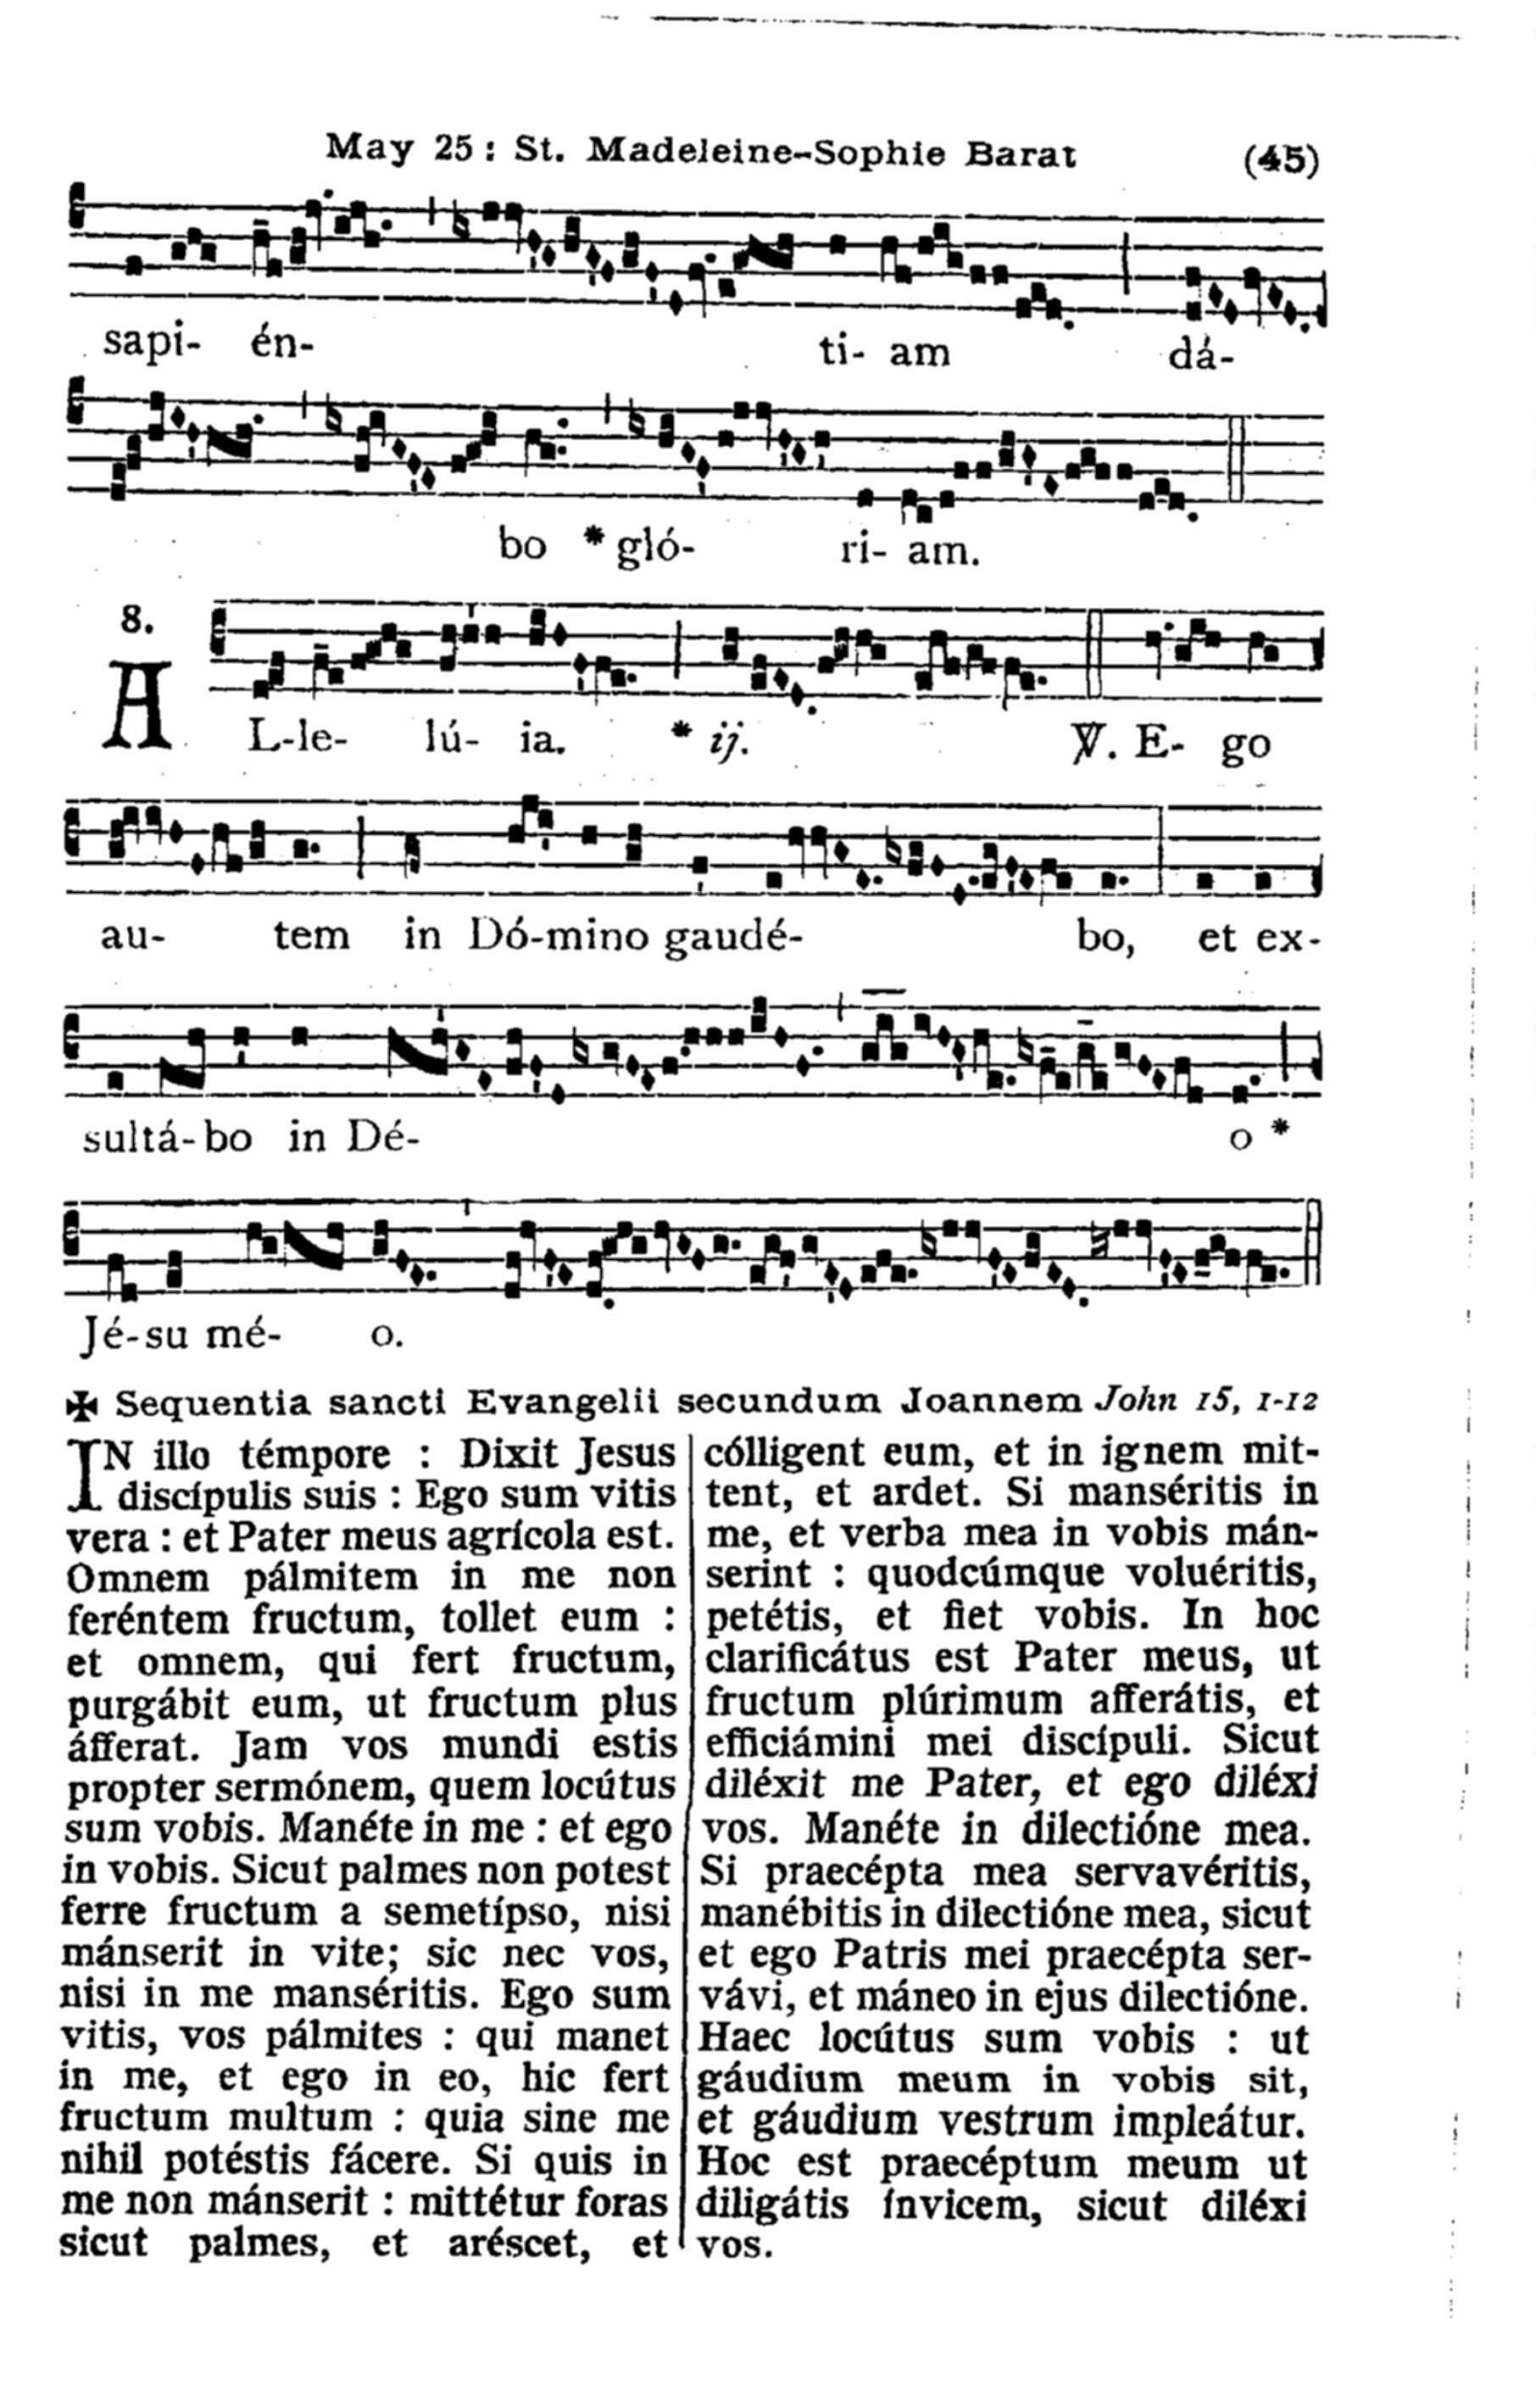 May 25 : St. Madeleine-Sophie Barat (45)
sapi- én- ti- am dá-
bo * gló- ri- am.
8.
AL-le- lú- ia. * ij. ℣. E- go
au- tem in Dó-mino gaudé- bo, et ex-
sultá-bo in Dé- o *
Jé-su mé- o.
✠ Sequentia sancti Evangelii secundum Joannem John 15, 1-12
IN illo témpore : Dixit Jesus
discípulis suis : Ego sum vitis
vera : et Pater meus agrícola est.
Omnem pálmitem in me non
feréntem fructum, tollet eum :
et omnem, qui fert fructum,
purgábit eum, ut fructum plus
áfferat. Jam vos mundi estis
propter sermónem, quem locútus
sum vobis. Manéte in me : et ego
in vobis. Sicut palmes non potest
ferre fructum a semetípso, nisi
mánserit in vite; sic nec vos,
nisi in me manséritis. Ego sum
vitis, vos pálmites : qui manet
in me, et ego in eo, hic fert
fructum multum : quia sine me
nihil potéstis fácere. Si quis in
me non mánserit : mittétur foras
sicut palmes, et aréscet, et
cólligent eum, et in ignem mit-
tent, et ardet. Si manséritis in
me, et verba mea in vobis mán-
serint : quodcúmque voluéritis,
petétis, et fiet vobis. In hoc
clarificátus est Pater meus, ut
fructum plúrimum afferátis, et
efficiámini mei discípuli. Sicut
diléxit me Pater, et ego diléxi
vos. Manéte in dilectióne mea.
Si praecépta mea servavéritis,
manébitis in dilectióne mea, sicut
et ego Patris mei praecépta ser-
vávi, et máneo in ejus dilectióne.
Haec locútus sum vobis : ut
gáudium meum in vobis sit,
et gáudium vestrum impleátur.
Hoc est praecéptum meum ut
diligátis ínvicem, sicut diléxi
vos.